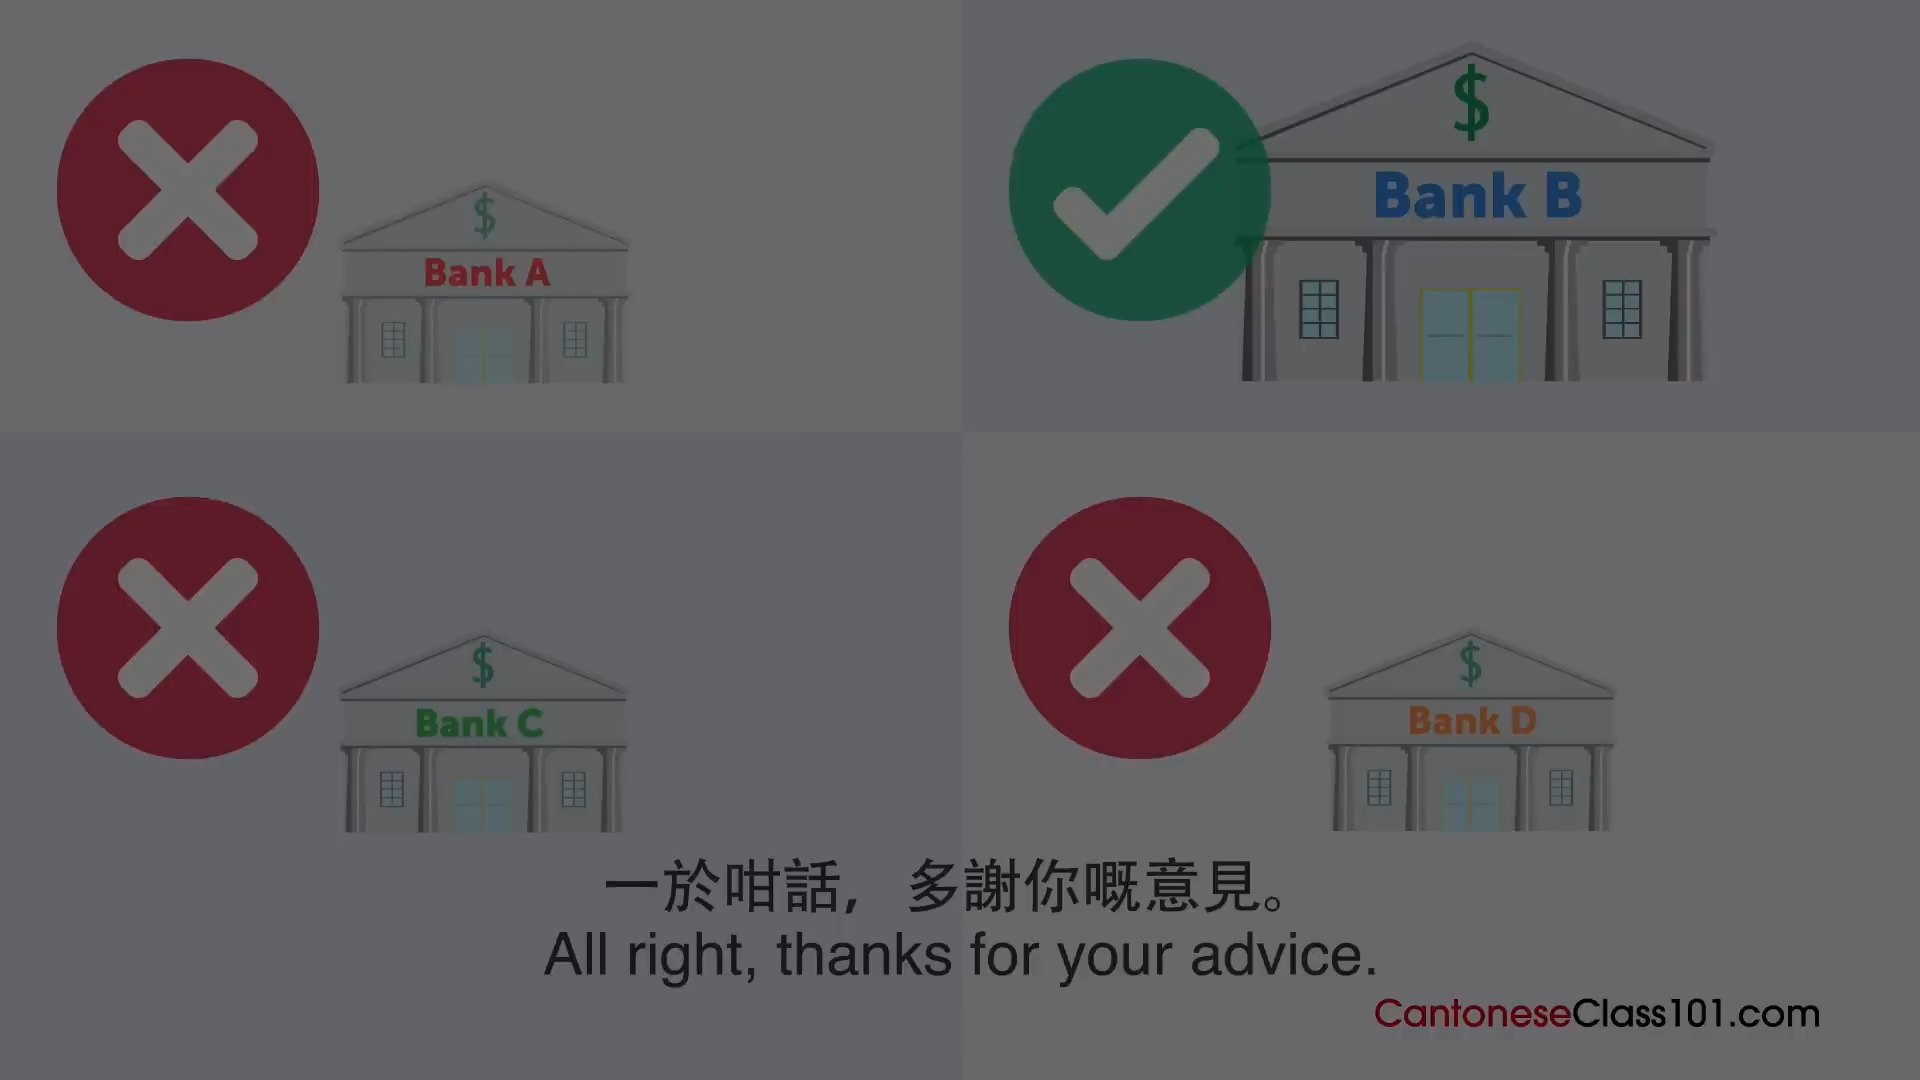 $
Bank A
$
Bank B
$
Bank C
$
Bank D
一於咁話，多謝你嘅意見。
All right, thanks for your advice.
CantoneseClass101.com